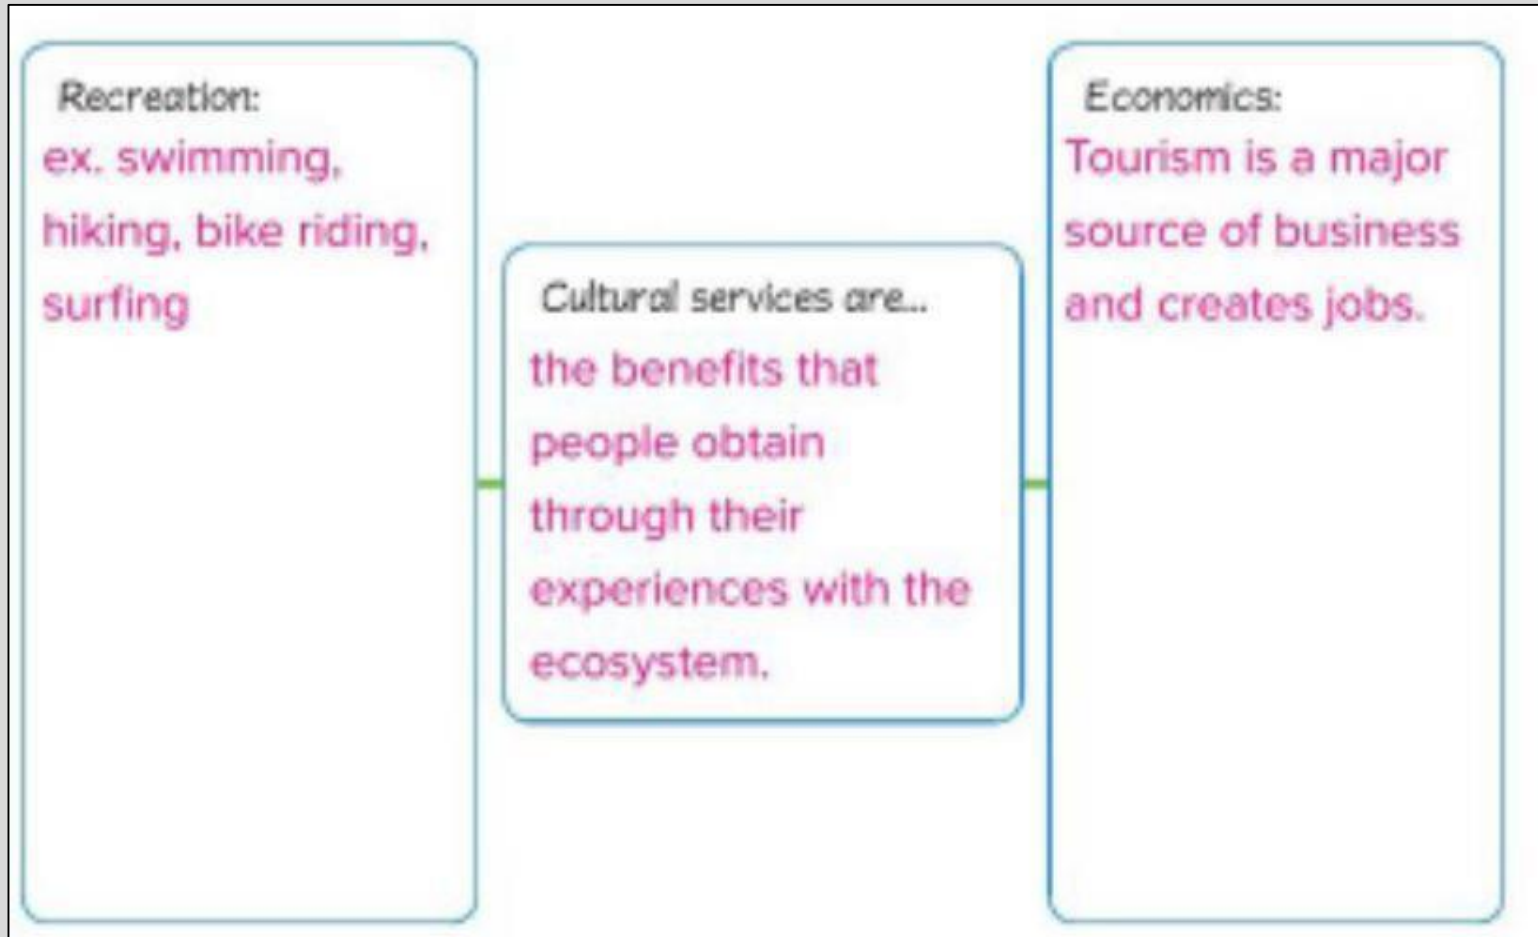 Recreation:
ex. swimming,
hiking, bike riding,
surfing
Cultural services are...
the benefits that
people obtain
through their
experiences with the
ecosystem.
Economics:
Tourism is a major
source of business
and creates jobs.